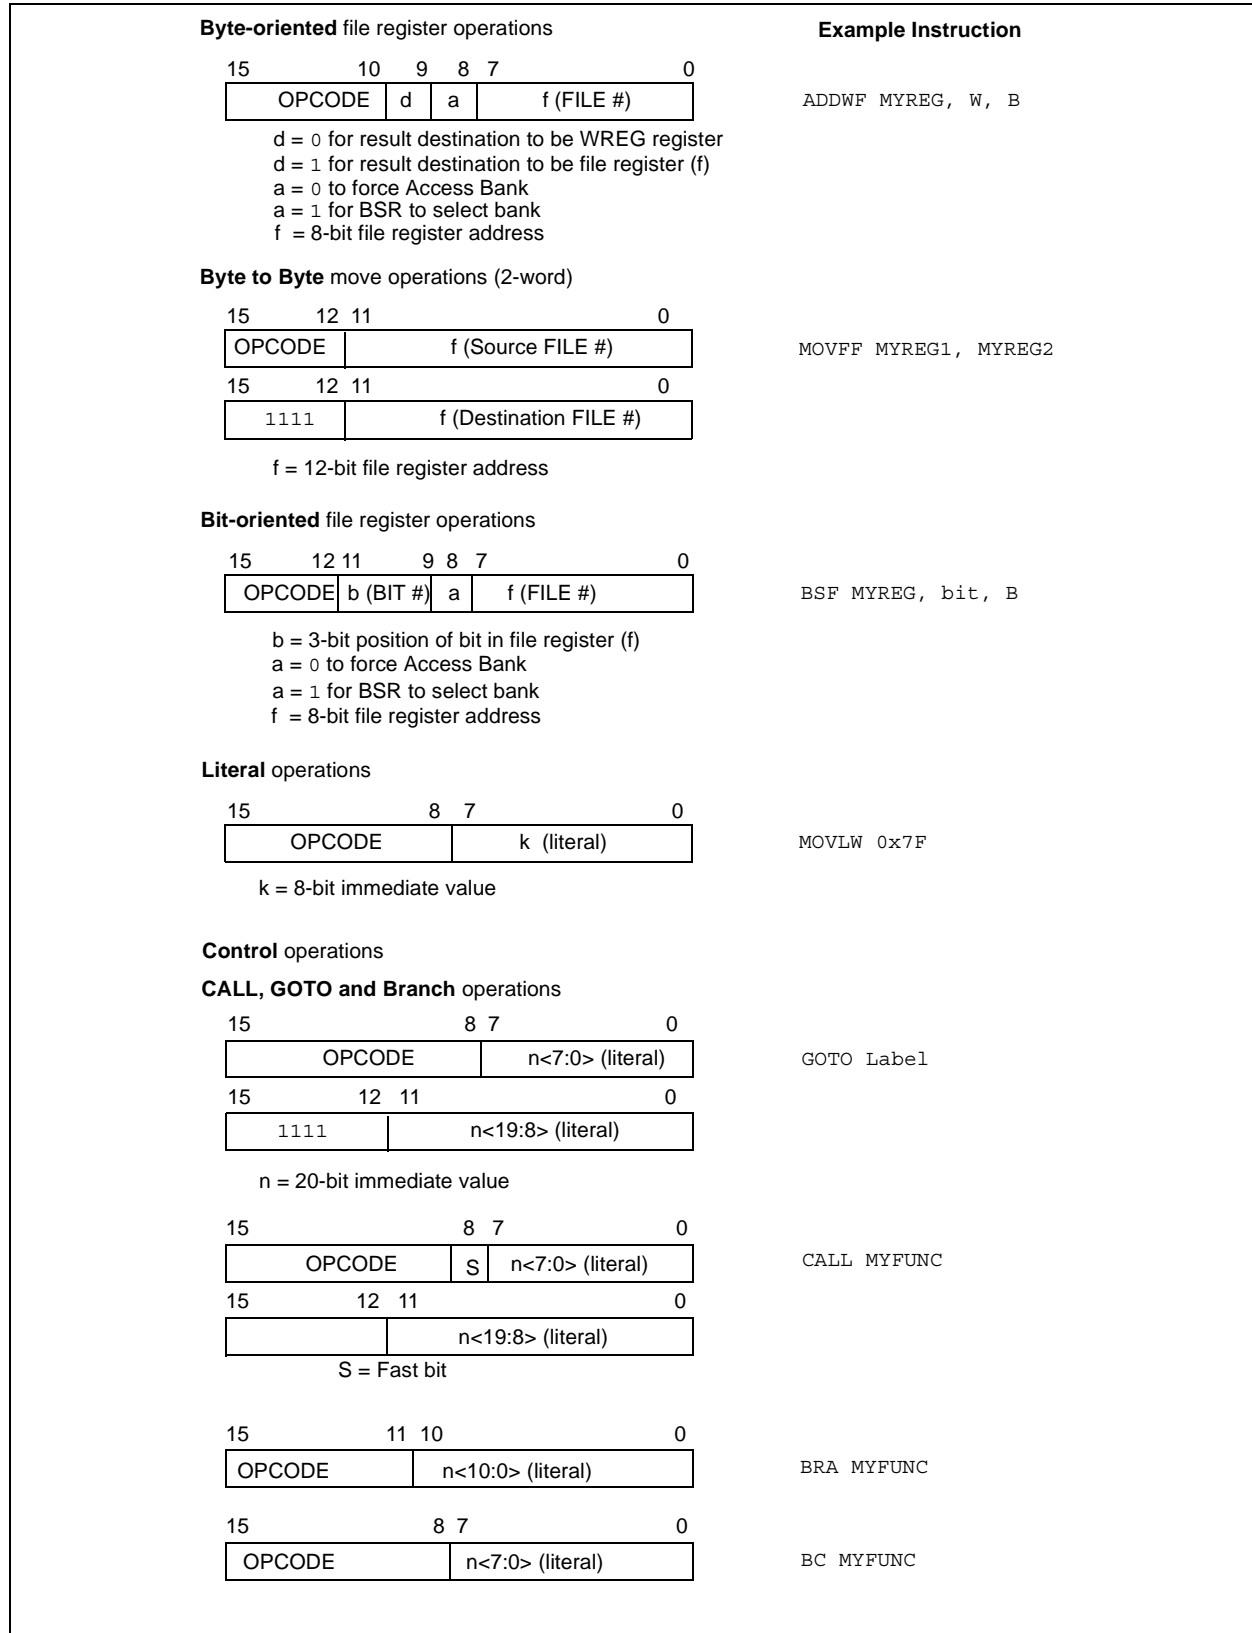 Byte-oriented file register operations Example Instruction
15 10 9 8 7 0
OPCODE d a f (FILE #) ADDWF MYREG, W, B
d = 0 for result destination to be WREG register
d = 1 for result destination to be file register (f)
a = 0 to force Access Bank
a = 1 for BSR to select bank
f = 8-bit file register address
Byte to Byte move operations (2-word)
15 12 11 0
OPCODE f (Source FILE #) MOVFF MYREG1, MYREG2
15 12 11 0
1111 f (Destination FILE #)
f = 12-bit file register address
Bit-oriented file register operations
15 12 11 9 8 7 0
OPCODE b (BIT #) a f (FILE #) BSF MYREG, bit, B
b = 3-bit position of bit in file register (f)
a = 0 to force Access Bank
a = 1 for BSR to select bank
f = 8-bit file register address
Literal operations
15 8 7 0
OPCODE k (literal) MOVLW 0x7F
k = 8-bit immediate value
Control operations
CALL, GOTO and Branch operations
15 8 7 0
OPCODE n<7:0> (literal) GOTO Label
15 12 11 0
1111 n<19:8> (literal)
n = 20-bit immediate value
15 8 7 0
OPCODE S n<7:0> (literal) CALL MYFUNC
15 12 11 0
n<19:8> (literal)
S = Fast bit
15 11 10 0
OPCODE n<10:0> (literal) BRA MYFUNC
15 8 7 0
OPCODE n<7:0> (literal) BC MYFUNC